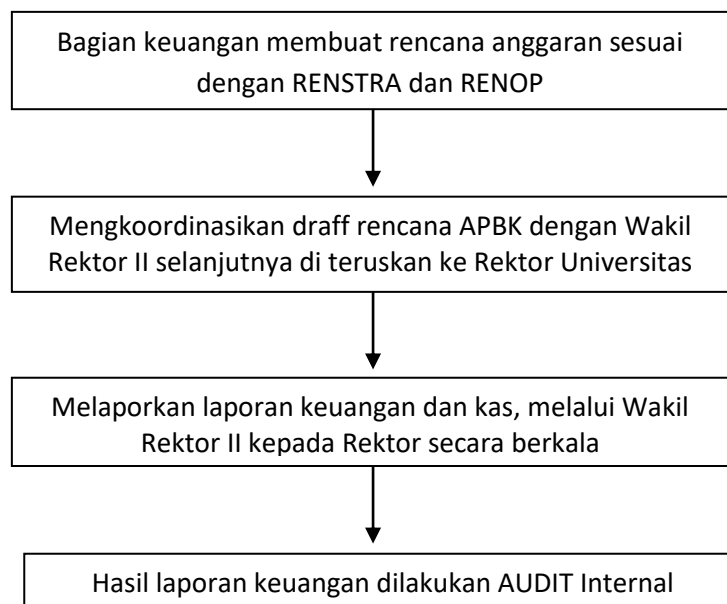 Bagian keuangan membuat rencana anggaran sesuai
dengan RENSTRA dan RENOP
Mengkoordinasikan draff rencana APBK dengan Wakil
Rektor II selanjutnya di teruskan ke Rektor Universitas
Melaporkan laporan keuangan dan kas, melalui Wakil
Rektor II kepada Rektor secara berkala
Hasil laporan keuangan dilakukan AUDIT Internal